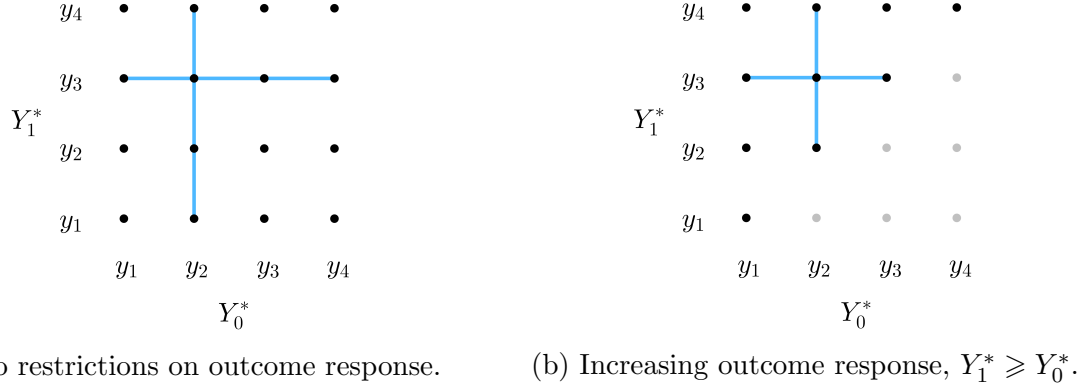 y₄
y₃
Y₁*
y₂
y₁
y₁ y₂ y₃ y₄
Y₀*
y₄
y₃
Y₁*
y₂
y₁
y₁ y₂ y₃ y₄
Y₀*
restrictions on outcome response.
(b) Increasing outcome response, Y₁* ⩾ Y₀*.